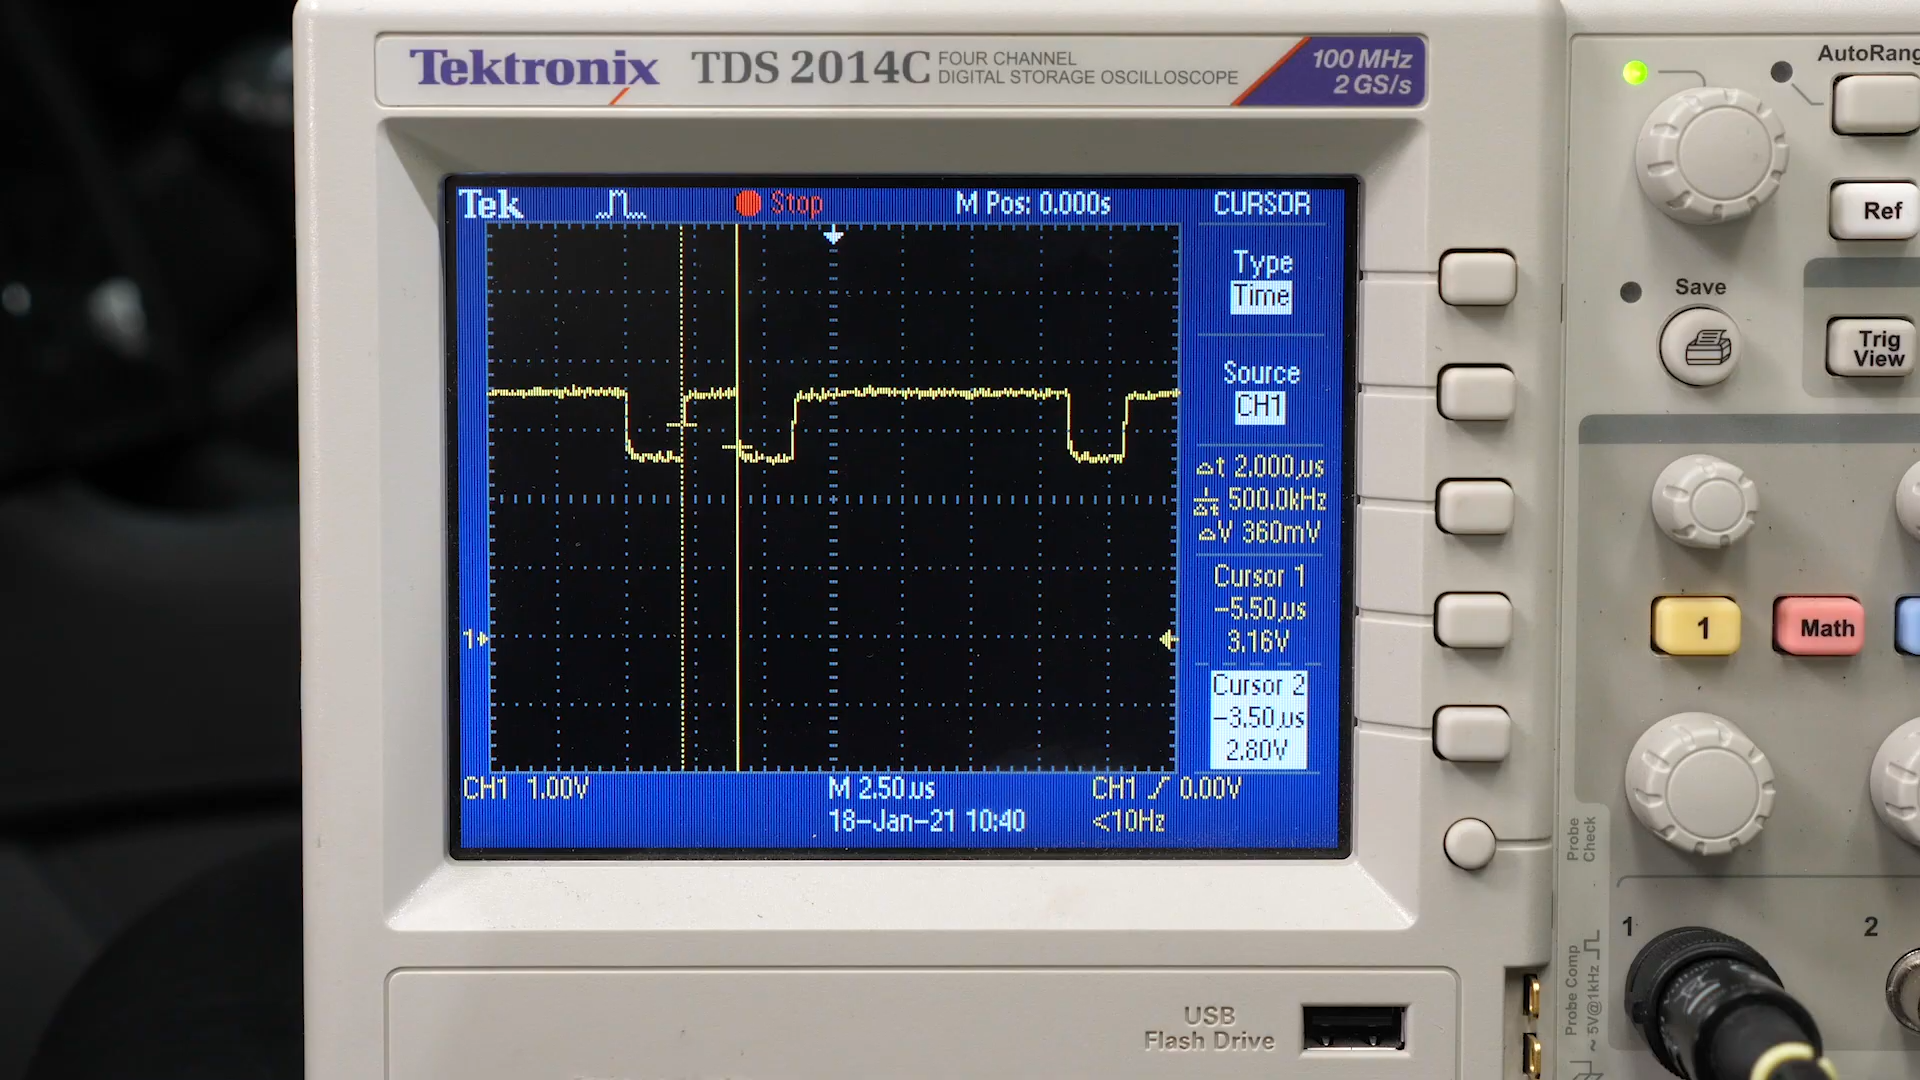 Tektronix TDS 2014C FOUR CHANNEL
DIGITAL STORAGE OSCILLOSCOPE
100 MHz
2 GS/s
Tek Stop M Pos: 0.000s CURSOR
Type
Time
Source
CH1
Δt 2.000µs
1/Δt 500.0kHz
ΔV 360mV
Cursor 1
-5.50µs
3.16V
Cursor 2
-3.50µs
2.80V
1
CH1 1.00V M 2.50µs CH1 0.00V
18-Jan-21 10:40 <10Hz
USB
Flash Drive
AutoRang
Ref
Save
Trig
View
1
Math
Probe
Check
1
2
Probe Comp
~ 5V@1kHz